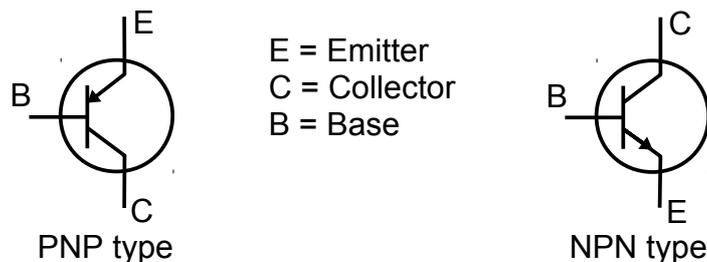 E
B
C
PNP type
E = Emitter
C = Collector
B = Base
C
B
E
NPN type